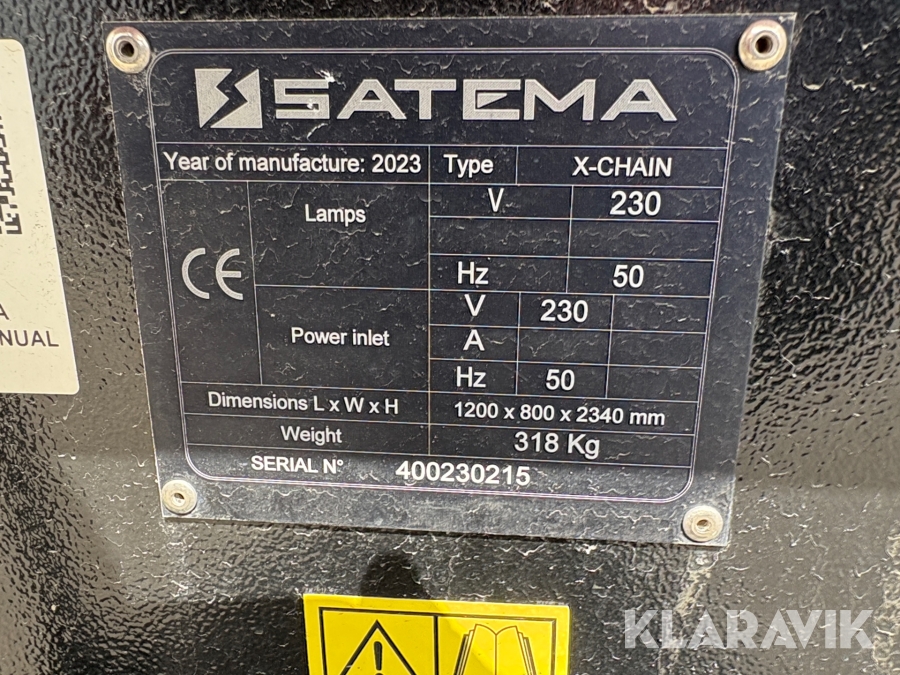 SATEMA
Year of manufacture: 2023 Type X-CHAIN
Lamps V 230
Hz 50
CE
Power inlet V 230
A
Hz 50
Dimensions L x W x H 1200 x 800 x 2340 mm
Weight 318 Kg
SERIAL N° 400230215
A
NUAL
KLARAVIK